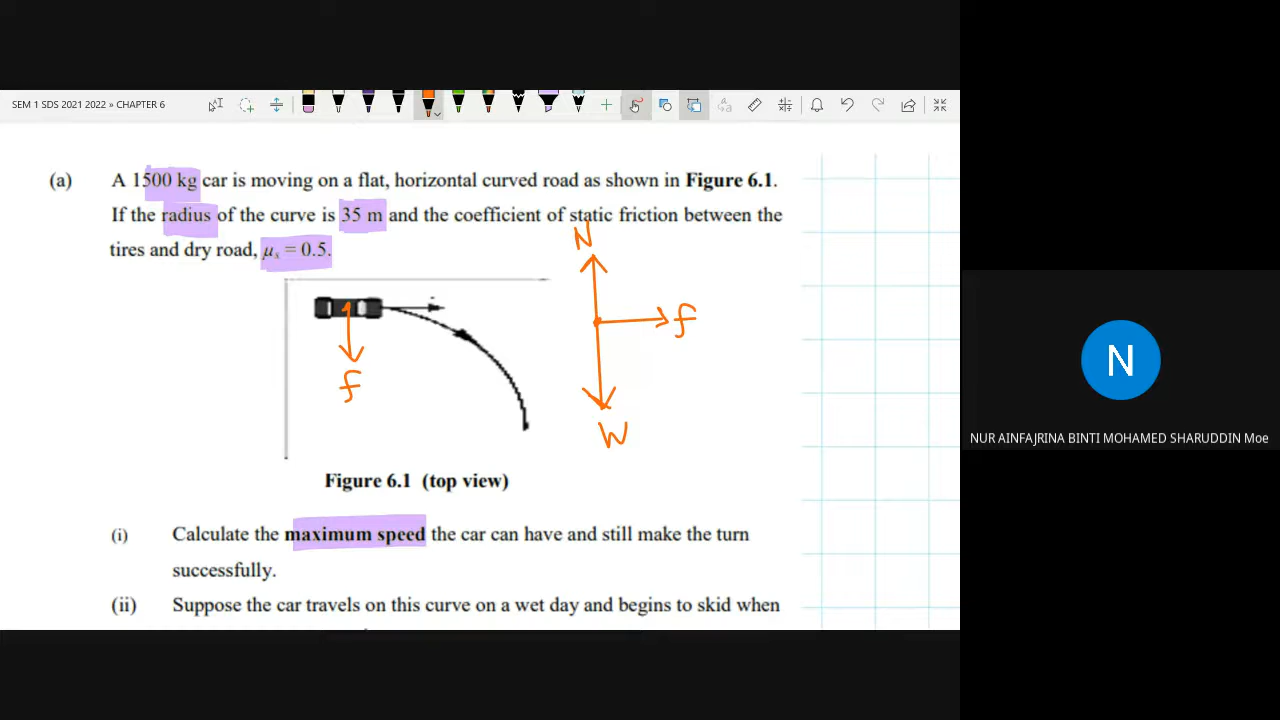 SEM 1 SDS 2021 2022 » CHAPTER 6
(a) A 1500 kg car is moving on a flat, horizontal curved road as shown in Figure 6.1.
If the radius of the curve is 35 m and the coefficient of static friction between the
tires and dry road, μs = 0.5.
N
f
f
W
Figure 6.1 (top view)
(i) Calculate the maximum speed the car can have and still make the turn
successfully.
(ii) Suppose the car travels on this curve on a wet day and begins to skid when
N
NUR AINFAJRINA BINTI MOHAMED SHARUDDIN Moe